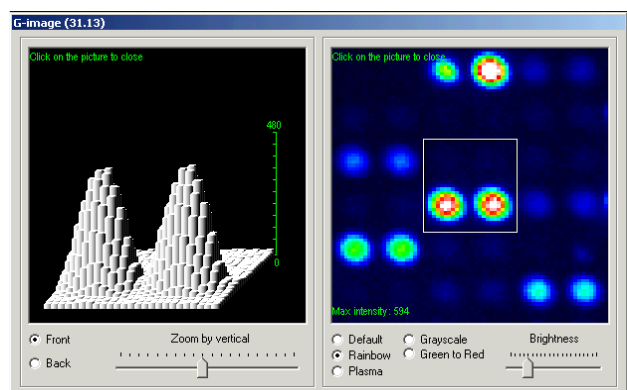 G-image (31.13)
Click on the picture to close
480
0
Front
Zoom by vertical
Back
Click on the picture to close
Max intensity: 594
Default
Grayscale
Brightness
Rainbow
Green to Red
Plasma